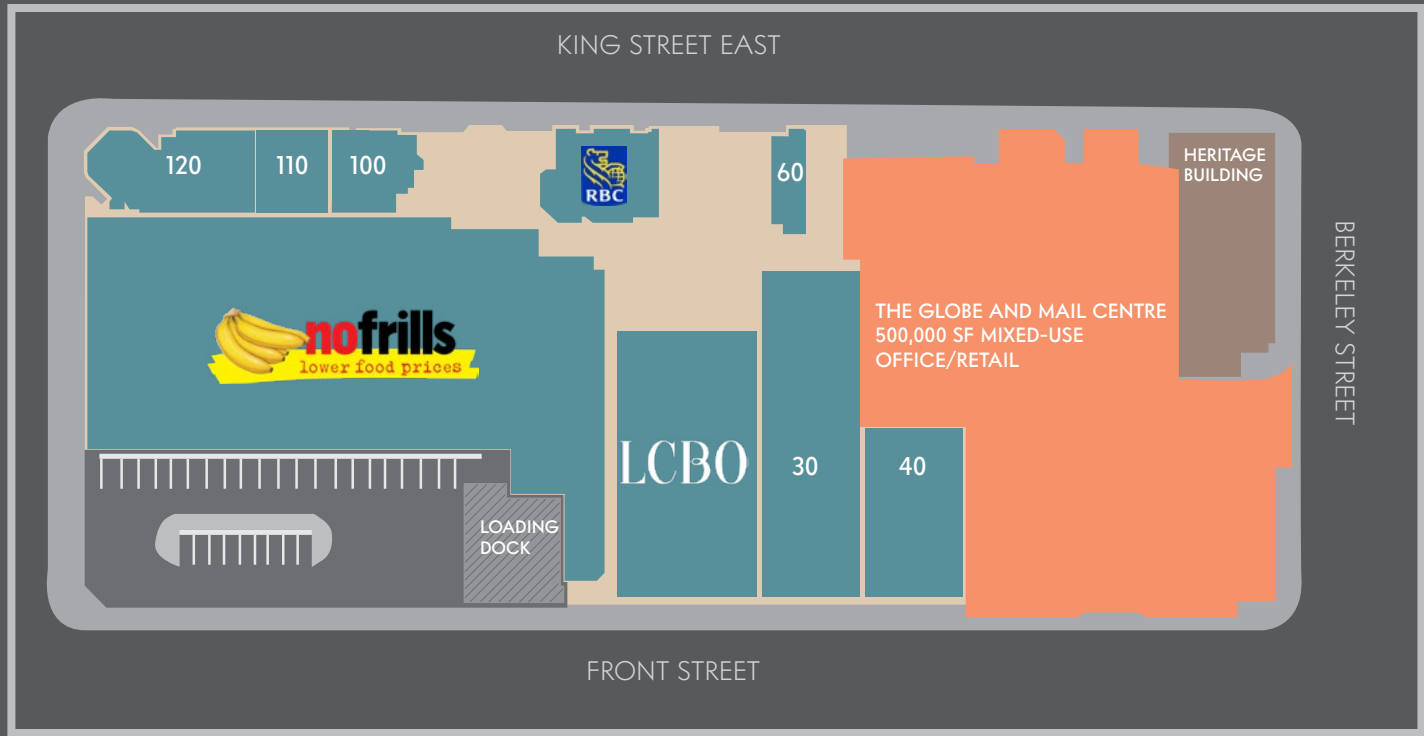 KING STREET EAST
120
110
100
RBC
60
HERITAGE
BUILDING
BERKELEY STREET
nofrills
lower food prices
THE GLOBE AND MAIL CENTRE
500,000 SF MIXED-USE
OFFICE/RETAIL
LCBO
30
40
LOADING
DOCK
FRONT STREET